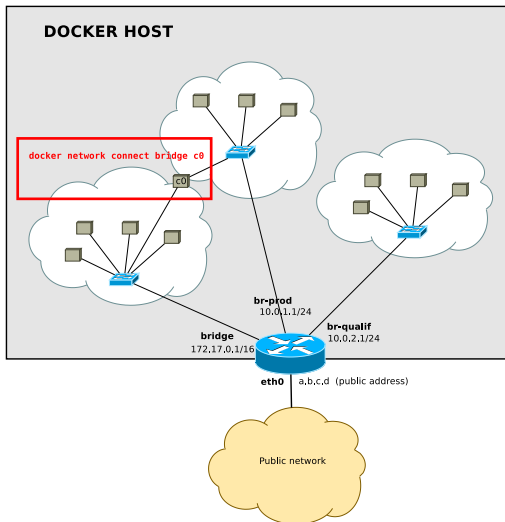 DOCKER HOST
docker network connect bridge c0
c0
br-prod
10.0.1.1/24
br-qualif
10.0.2.1/24
bridge
172.17.0.1/16
eth0 a,b,c,d (public address)
Public network